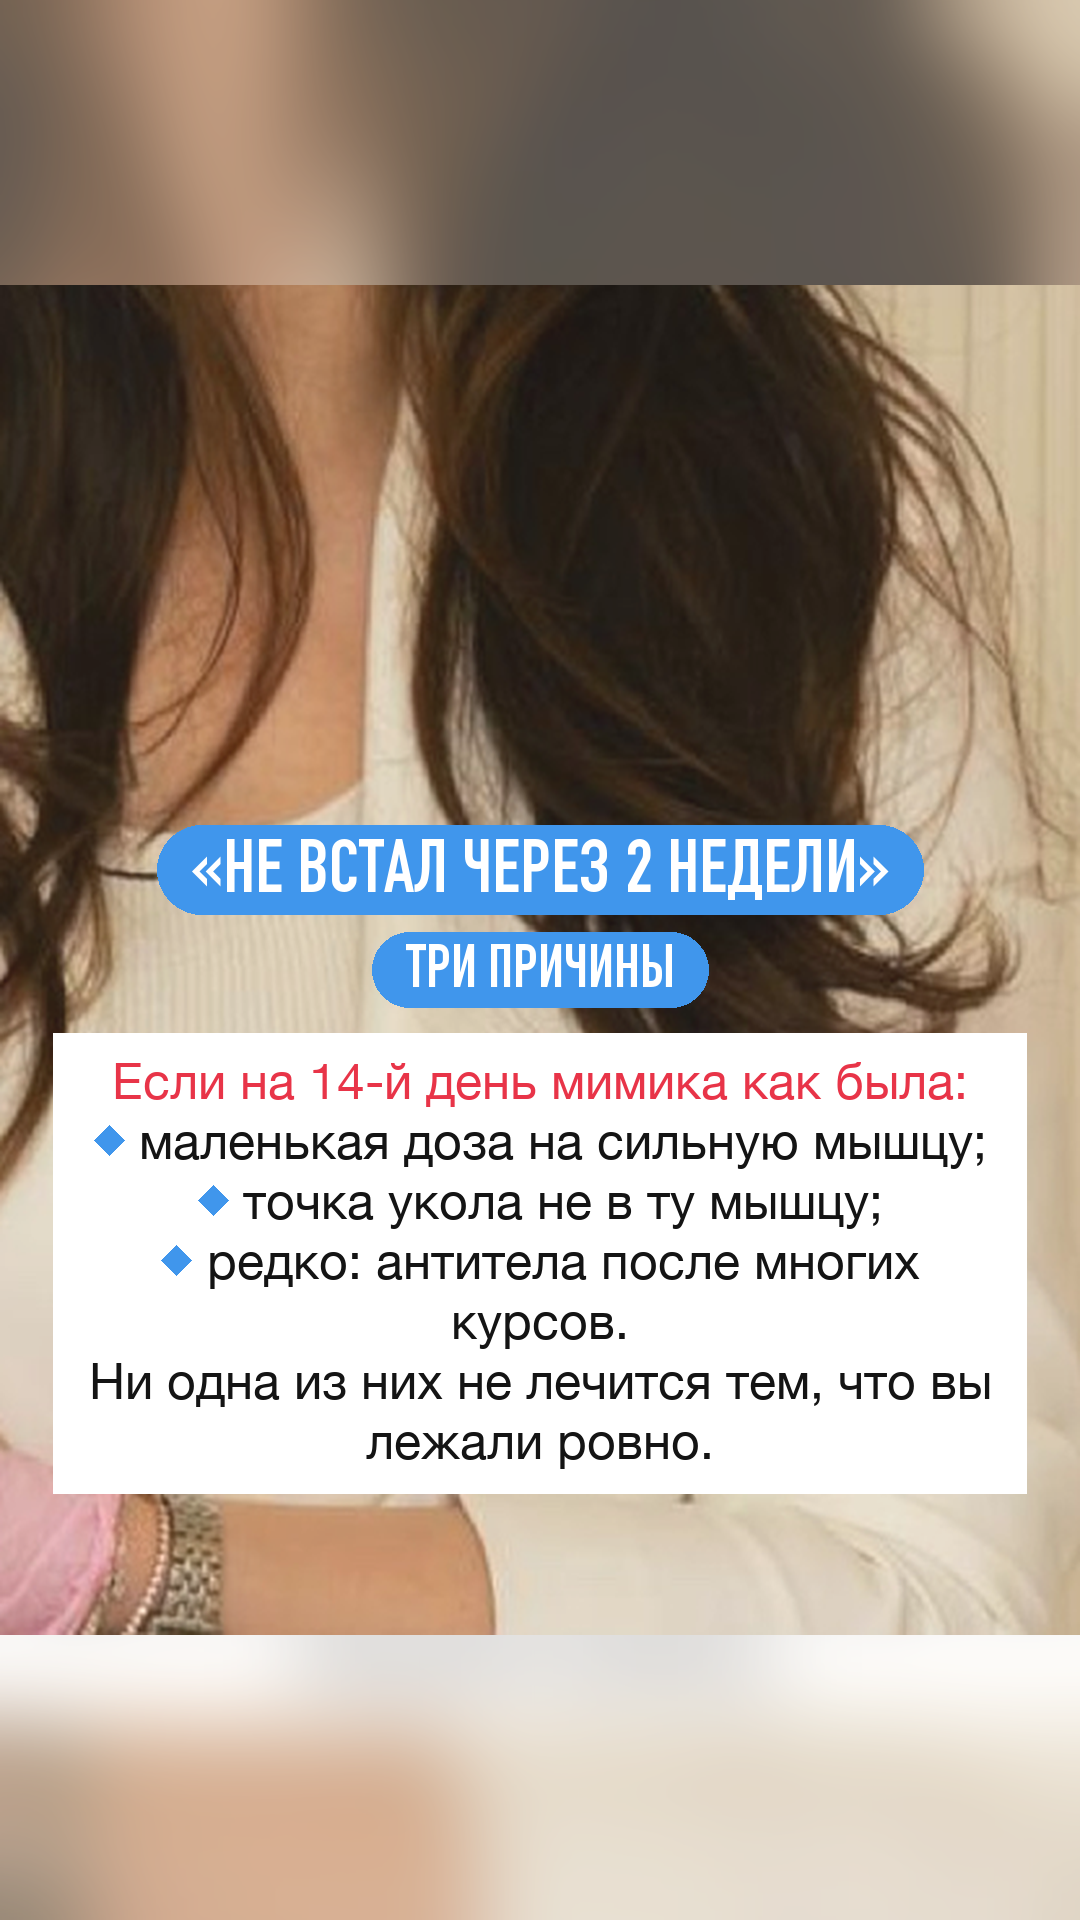 «НЕ ВСТАЛ ЧЕРЕЗ 2 НЕДЕЛИ»
ТРИ ПРИЧИНЫ
Если на 14-й день мимика как была:
🔹 маленькая доза на сильную мышцу;
🔹 точка укола не в ту мышцу;
🔹 редко: антитела после многих
курсов.
Ни одна из них не лечится тем, что вы
лежали ровно.